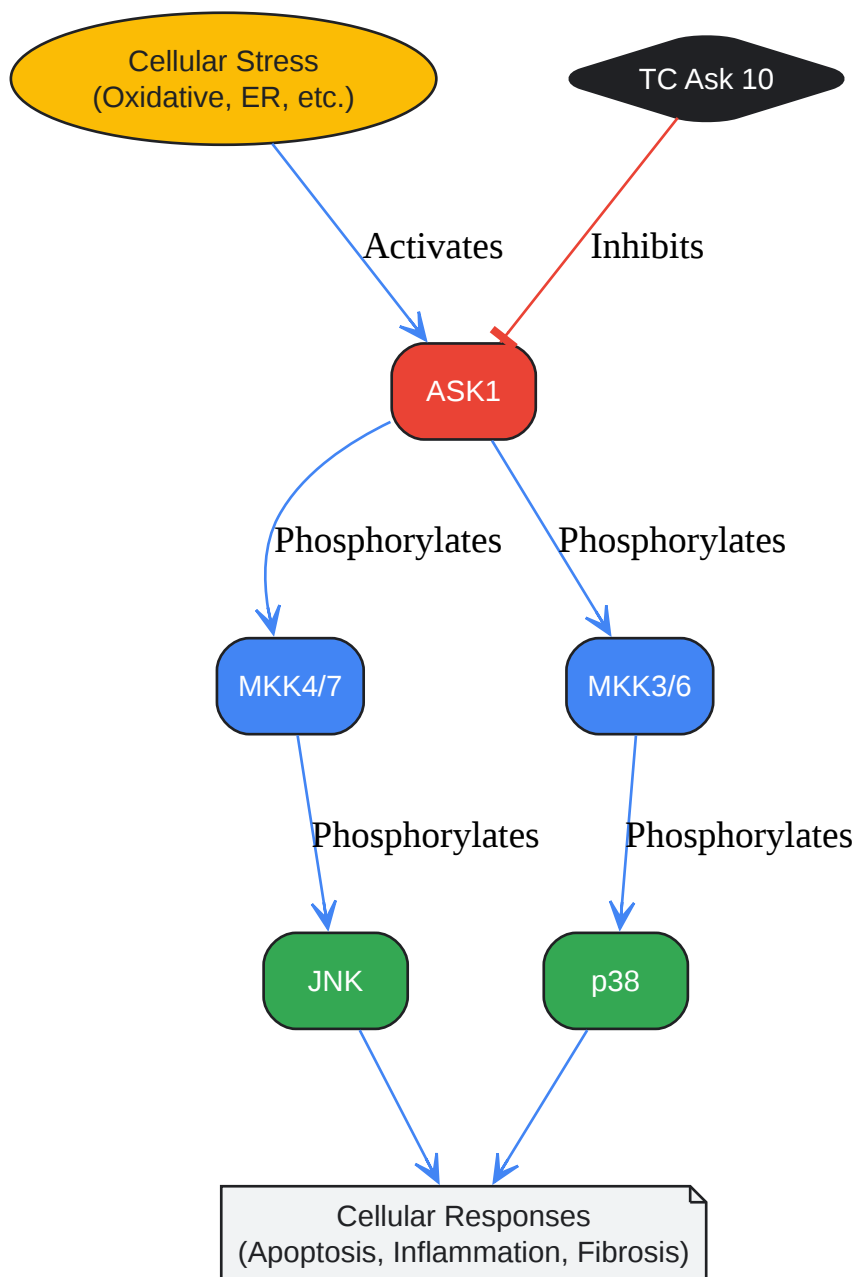 Cellular Stress
(Oxidative, ER, etc.)
TC Ask 10
Activates
Inhibits
ASK1
Phosphorylates
Phosphorylates
MKK4/7
MKK3/6
Phosphorylates
Phosphorylates
JNK
p38
Cellular Responses
(Apoptosis, Inflammation, Fibrosis)